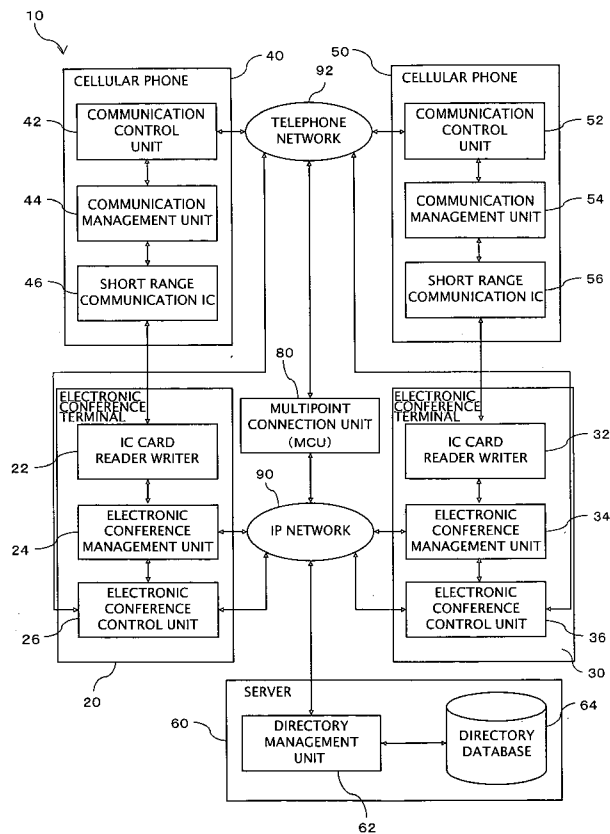 10
40
CELLULAR PHONE
42
COMMUNICATION
CONTROL
UNIT
44
COMMUNICATION
MANAGEMENT UNIT
46
SHORT RANGE
COMMUNICATION IC
92
TELEPHONE
NETWORK
50
CELLULAR PHONE
COMMUNICATION
CONTROL
UNIT
52
COMMUNICATION
MANAGEMENT UNIT
54
SHORT RANGE
COMMUNICATION IC
56
80
MULTIPOINT
CONNECTION UNIT
(MCU)
90
IP NETWORK
ELECTRONIC
CONFERENCE
TERMINAL
22
IC CARD
READER WRITER
24
ELECTRONIC
CONFERENCE
MANAGEMENT UNIT
26
ELECTRONIC
CONFERENCE
CONTROL UNIT
20
ELECTRONIC
CONFERENCE
TERMINAL
IC CARD
READER WRITER
32
ELECTRONIC
CONFERENCE
MANAGEMENT UNIT
34
ELECTRONIC
CONFERENCE
CONTROL UNIT
36
30
SERVER
60
DIRECTORY
MANAGEMENT
UNIT
62
DIRECTORY
DATABASE
64